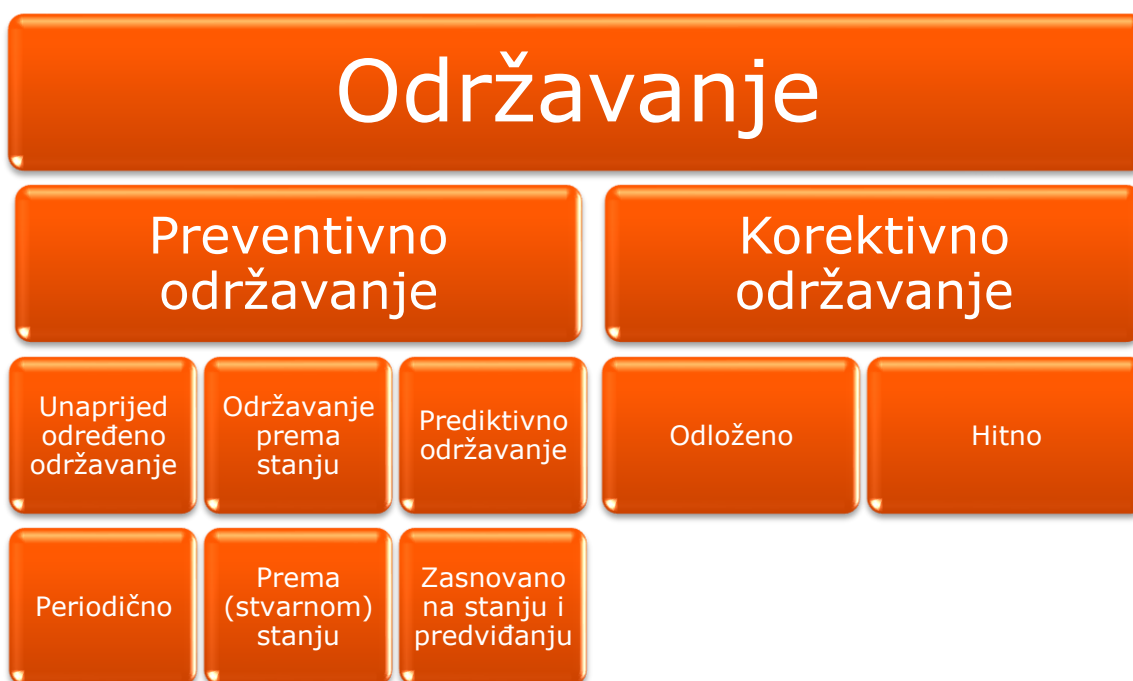 Održavanje
Preventivno
održavanje
Korektivno
održavanje
Unaprijed
određeno
održavanje
Održavanje
prema
stanju
Prediktivno
održavanje
Odloženo
Hitno
Periodično
Prema
(stvarnom)
stanju
Zasnovano
na stanju i
predviđanju